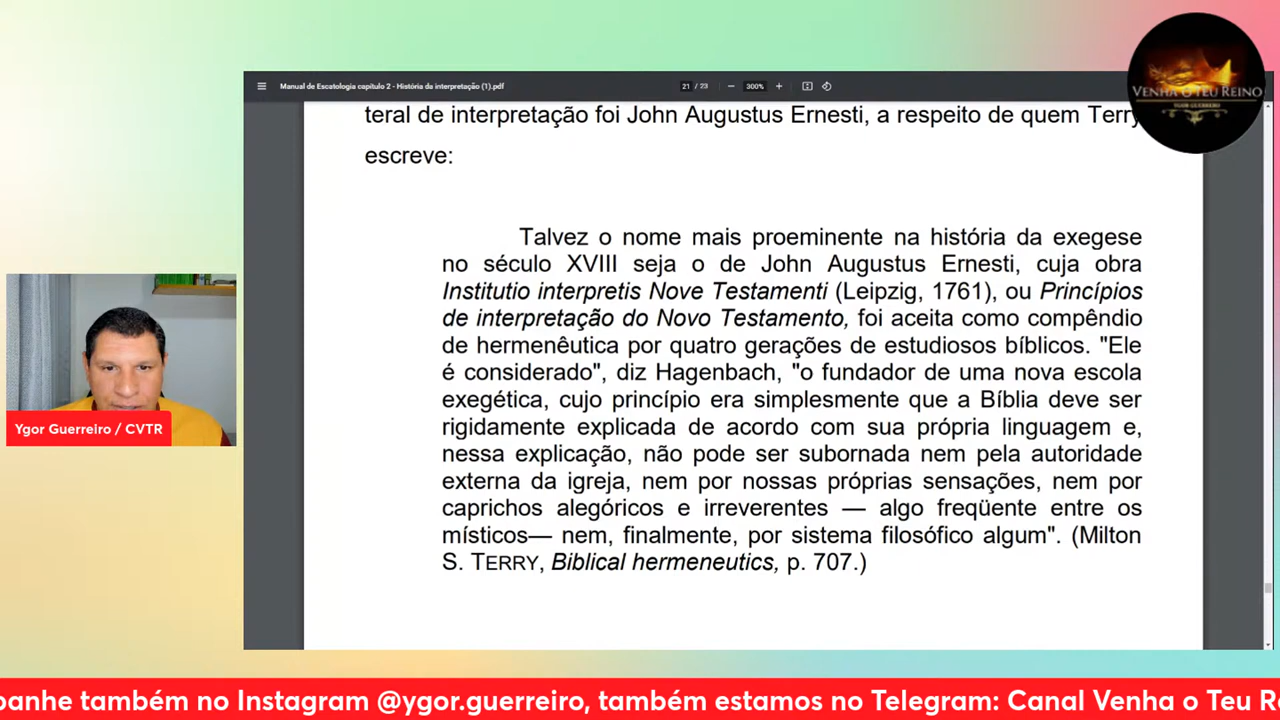 VENHA O TEU REINO
YGOR GUERREIRO
Manual de Escatologia capítulo 2 - História da interpretação (1).pdf
21 / 23
300%
teral de interpretação foi John Augustus Ernesti, a respeito de quem Terry
escreve:
Talvez o nome mais proeminente na história da exegese
no século XVIII seja o de John Augustus Ernesti, cuja obra
Institutio interpretis Nove Testamenti (Leipzig, 1761), ou Princípios
de interpretação do Novo Testamento, foi aceita como compêndio
de hermenêutica por quatro gerações de estudiosos bíblicos. "Ele
é considerado", diz Hagenbach, "o fundador de uma nova escola
exegética, cujo princípio era simplesmente que a Bíblia deve ser
rigidamente explicada de acordo com sua própria linguagem e,
nessa explicação, não pode ser subornada nem pela autoridade
externa da igreja, nem por nossas próprias sensações, nem por
caprichos alegóricos e irreverentes — algo freqüente entre os
místicos— nem, finalmente, por sistema filosófico algum". (Milton
S. TERRY, Biblical hermeneutics, p. 707.)
Ygor Guerreiro / CVTR
panhe também no Instagram @ygor.guerreiro, também estamos no Telegram: Canal Venha o Teu R